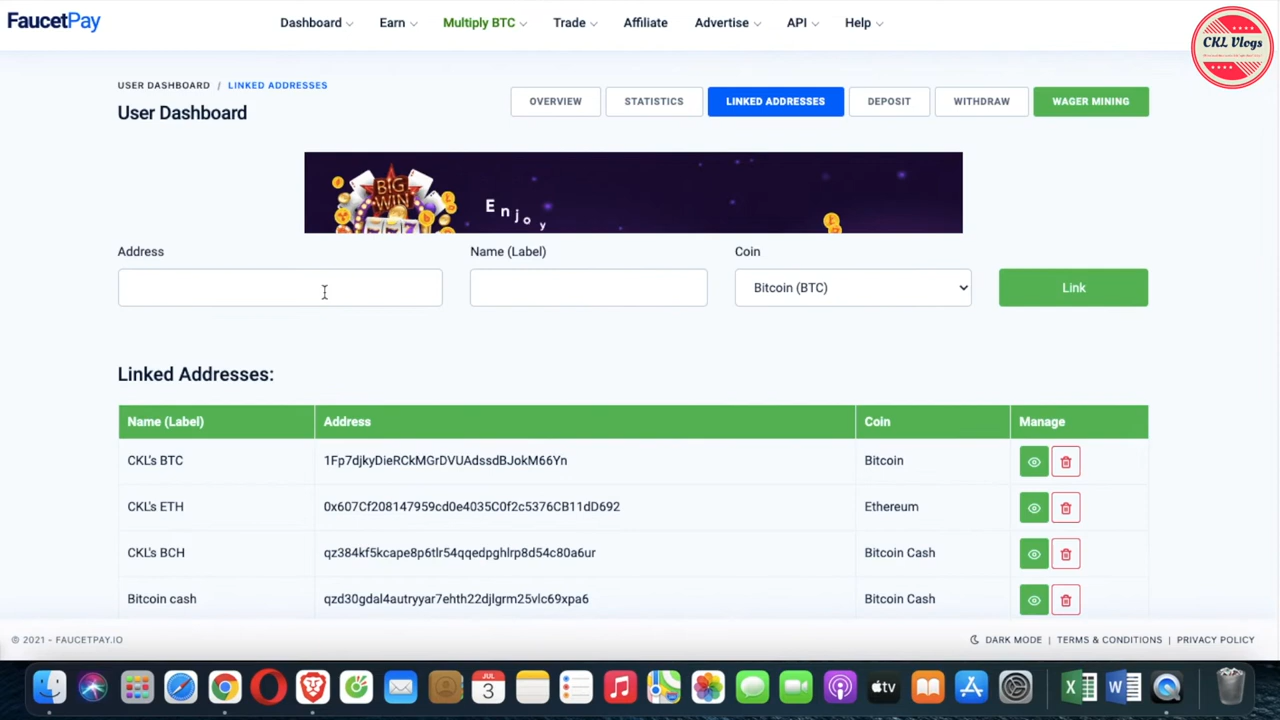 FaucetPay
Dashboard Earn Multiply BTC Trade Affiliate Advertise API Help
CKL Vlogs
USER DASHBOARD / LINKED ADDRESSES
User Dashboard
OVERVIEW STATISTICS LINKED ADDRESSES DEPOSIT WITHDRAW WAGER MINING
BIG WIN
Enjoy
Address Name (Label) Coin
Bitcoin (BTC) Link
Linked Addresses:
Name (Label) Address Coin Manage
CKL's BTC 1Fp7djkyDieRCkMGrDVUAdssdBJokM66Yn Bitcoin
CKL's ETH 0x607Cf208147959cd0e4035C0f2c5376CB11dD692 Ethereum
CKL's BCH qz384kf5kcape8p6tlr54qqedpghlrp8d54c80a6ur Bitcoin Cash
Bitcoin cash qzd30gdal4autryyar7ehth22djlgrm25vlc69xpa6 Bitcoin Cash
© 2021 - FAUCETPAY.IO
DARK MODE | TERMS & CONDITIONS | PRIVACY POLICY
JUL
3
tv
X W